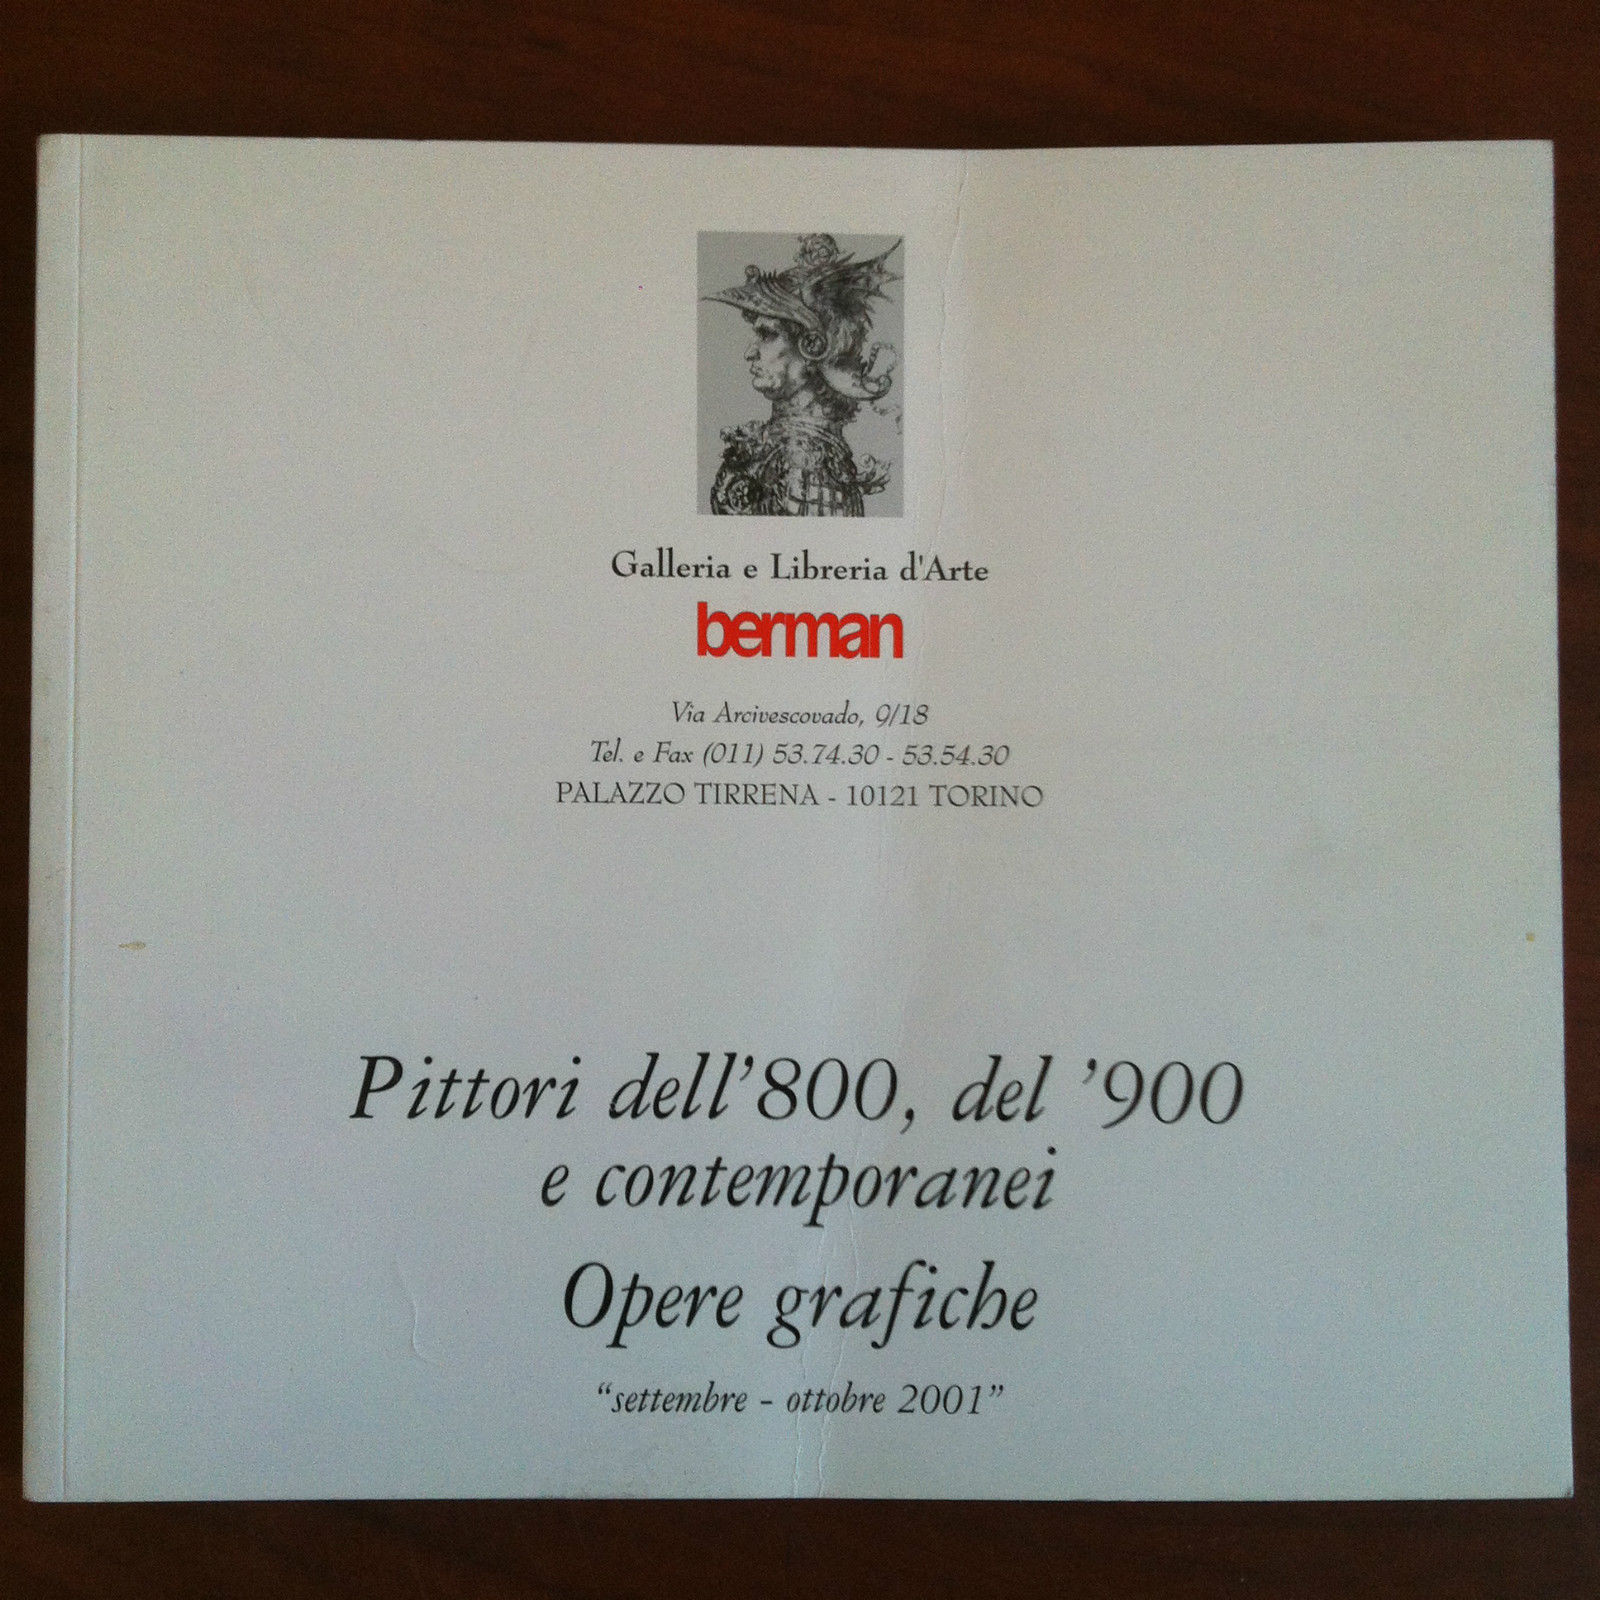 Galleria e Libreria d'Arte
berman
Via Arcivescovado, 9/18
Tel. e Fax (011) 53.74.30 - 53.54.30
PALAZZO TIRRENA - 10121 TORINO
Pittori dell'800, del '900
e contemporanei
Opere grafiche
“settembre - ottobre 2001”